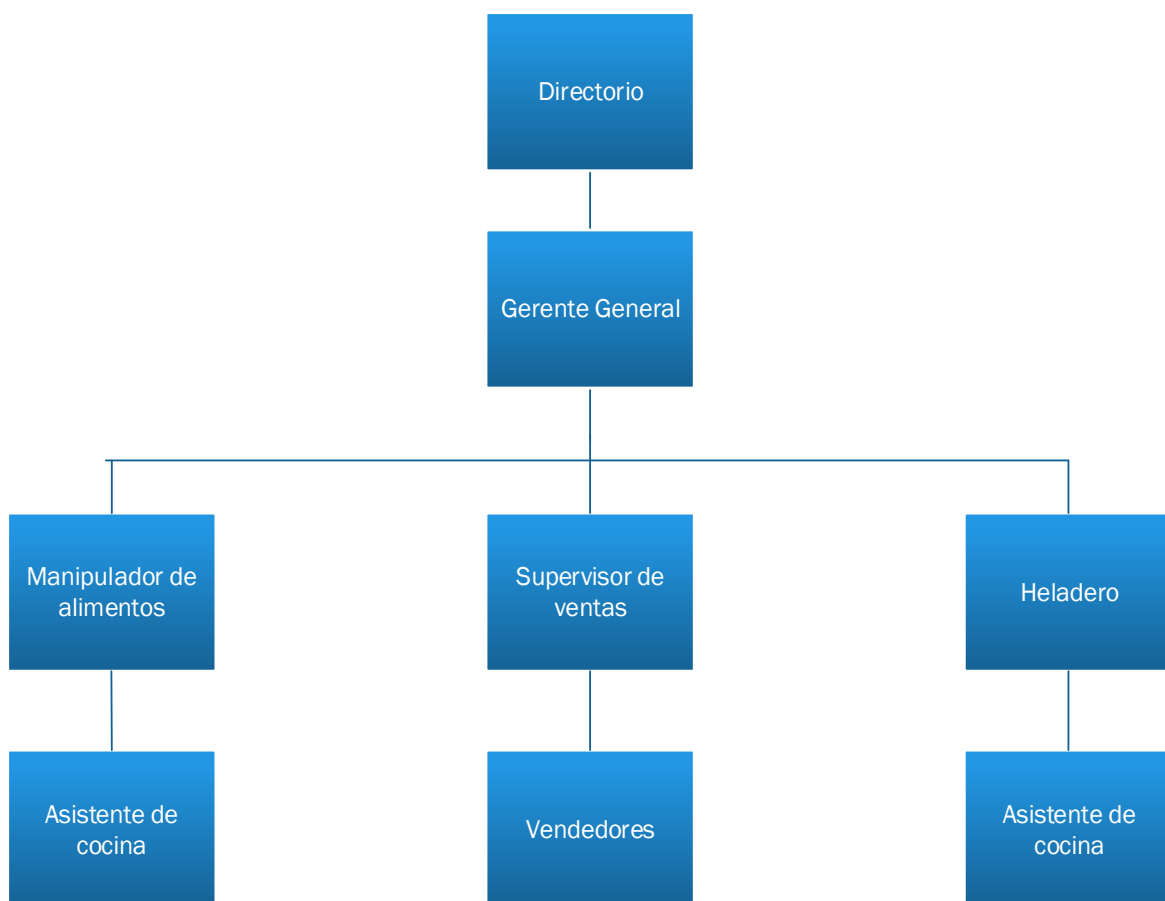 Directorio
Gerente General
Manipulador de
alimentos
Supervisor de
ventas
Heladero
Asistente de
cocina
Vendedores
Asistente de
cocina